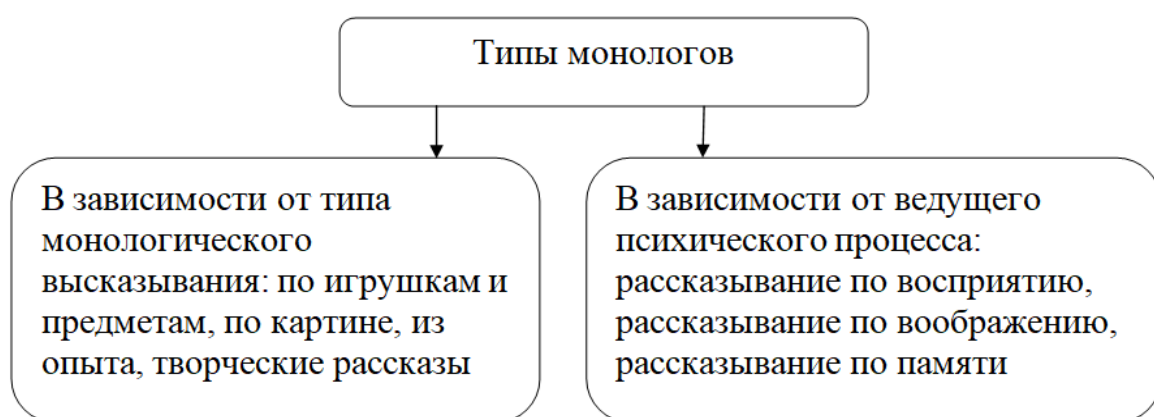 Типы монологов
В зависимости от типа
монологического
высказывания: по игрушкам и
предметам, по картине, из
опыта, творческие рассказы
В зависимости от ведущего
психического процесса:
рассказывание по восприятию,
рассказывание по воображению,
рассказывание по памяти